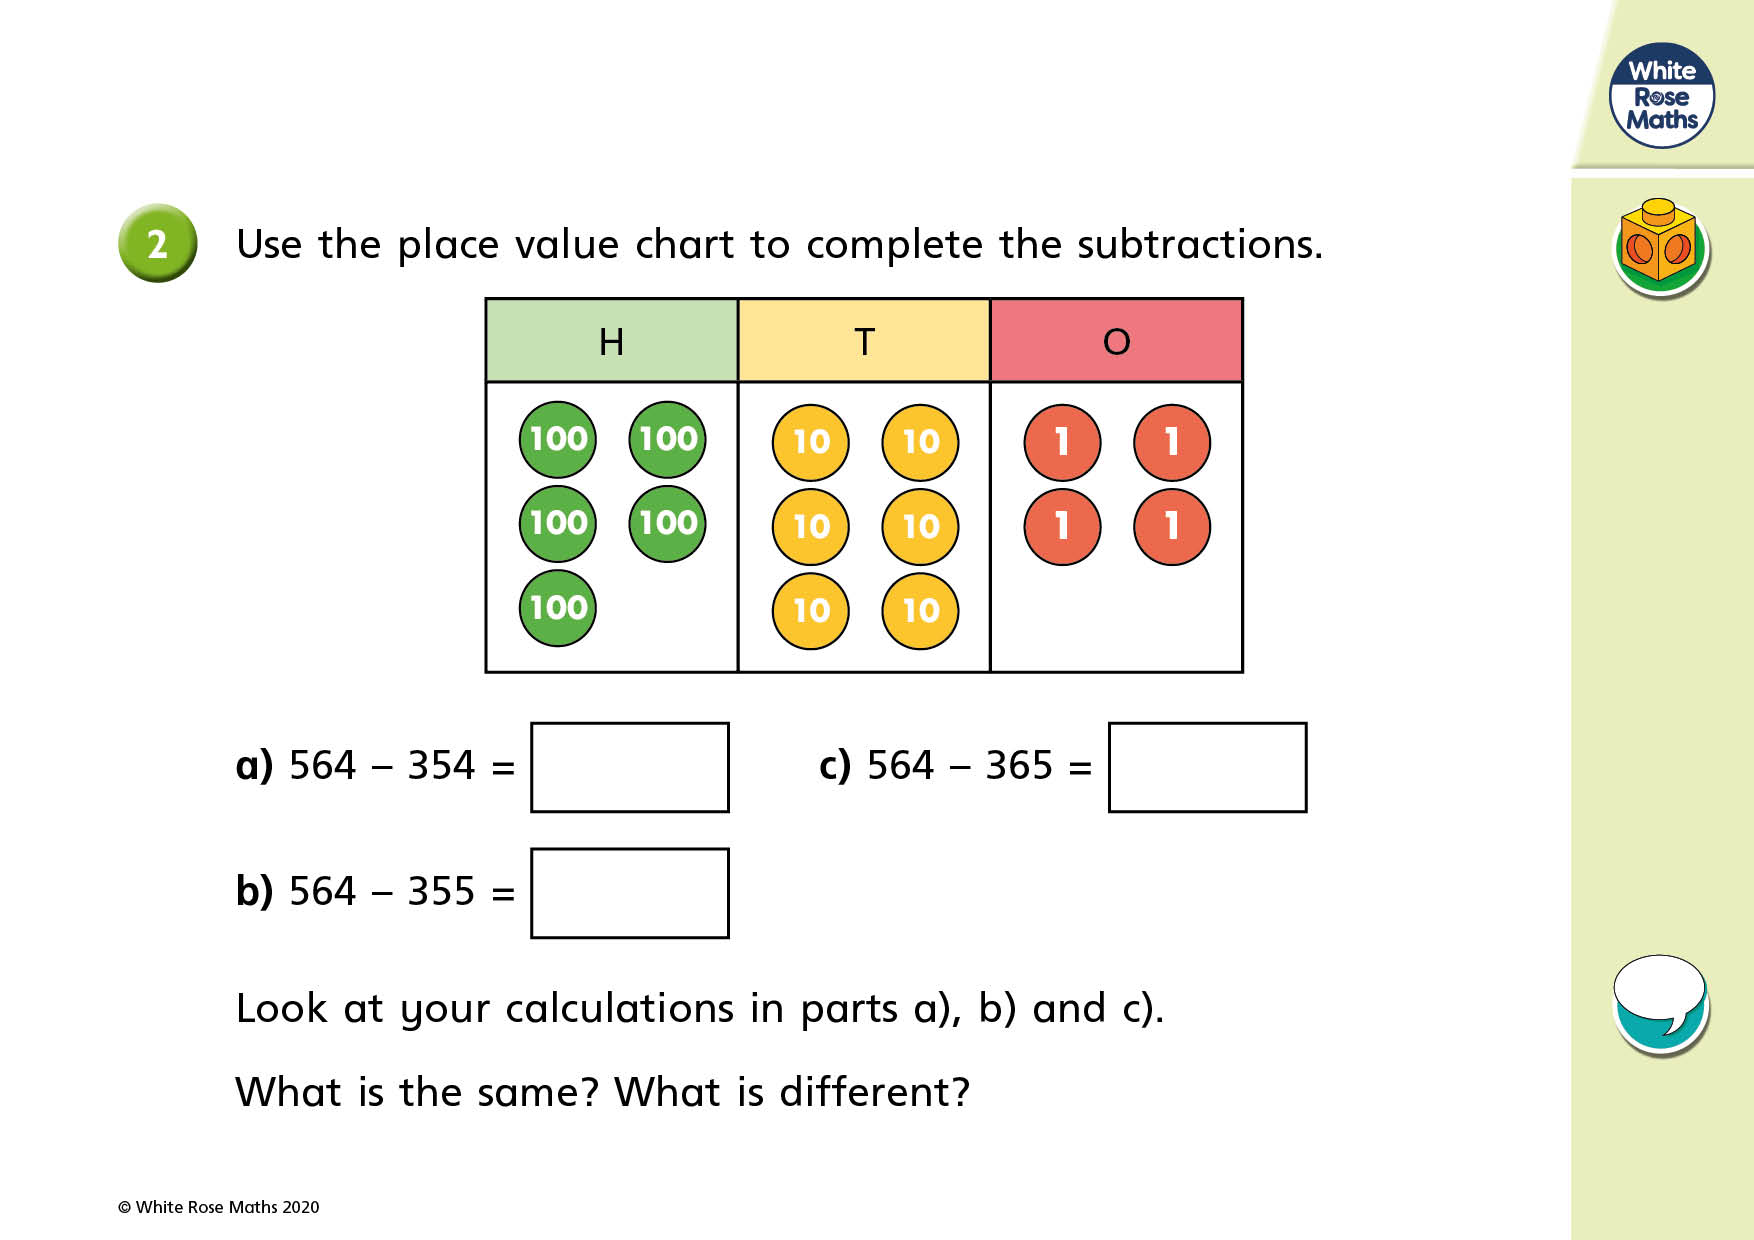 White
Rose
Maths
2 Use the place value chart to complete the subtractions.
H T O
100 100 10 10 1 1
100 100 10 10 1 1
100 10 10
a) 564 – 354 = c) 564 – 365 =
b) 564 – 355 =
Look at your calculations in parts a), b) and c).
What is the same? What is different?
© White Rose Maths 2020